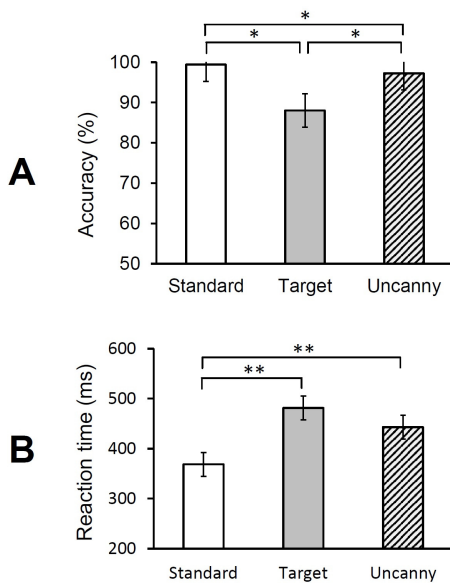 *
* *
100
90
80
70
60
50
Accuracy (%)
A
Standard Target Uncanny
**
**
600
500
400
300
200
Reaction time (ms)
B
Standard Target Uncanny